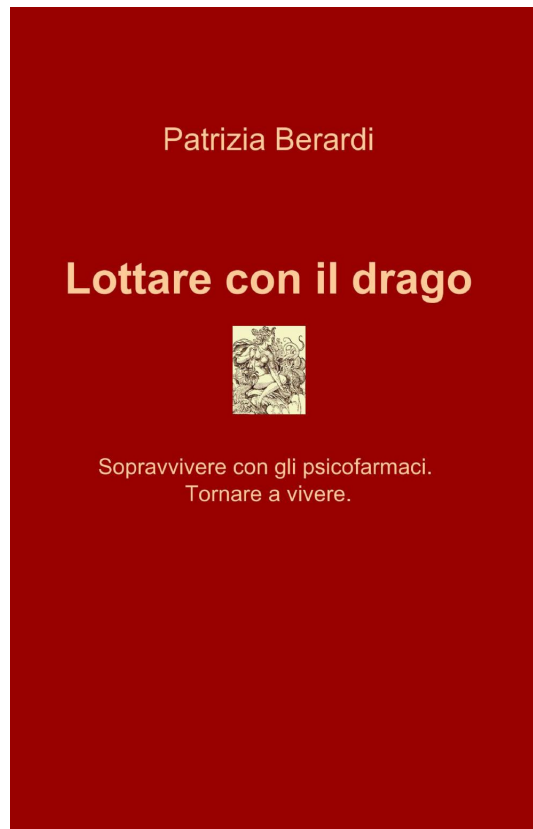 Patrizia Berardi
Lottare con il drago
Sopravvivere con gli psicofarmaci.
Tornare a vivere.